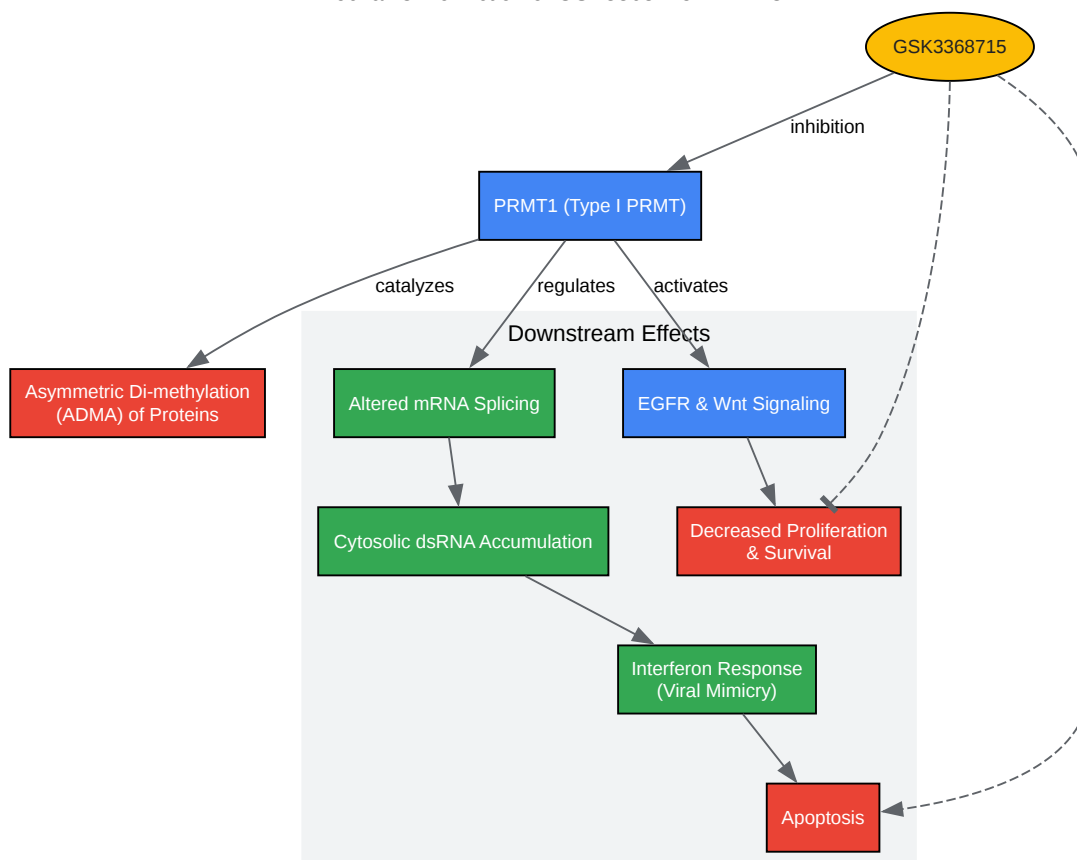 GSK3368715
inhibition
PRMT1 (Type I PRMT)
catalyzes
regulates
activates
Downstream Effects
Asymmetric Di-methylation
(ADMA) of Proteins
Altered mRNA Splicing
EGFR & Wnt Signaling
Cytosolic dsRNA Accumulation
Decreased Proliferation
& Survival
Interferon Response
(Viral Mimicry)
Apoptosis